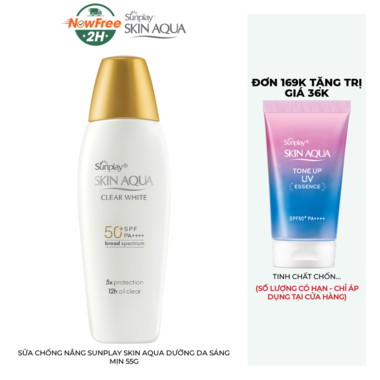 NowFree
2H
Sunplay®
SKIN AQUA
Sunplay®
SKIN AQUA
CLEAR WHITE
50+ SPF
PA++++
broad spectrum
5x protection
12h oil clear
SỮA CHỐNG NẮNG SUNPLAY SKIN AQUA DƯỠNG DA SÁNG
MỊN 55G
ĐƠN 169K TẶNG TRỊ
GIÁ 36K
Sunplay®
SKIN AQUA
TONE UP
UV
ESSENCE
SPF50+ PA++++
TINH CHẤT CHỐN...
(SỐ LƯỢNG CÓ HẠN - CHỈ ÁP
DỤNG TẠI CỬA HÀNG)